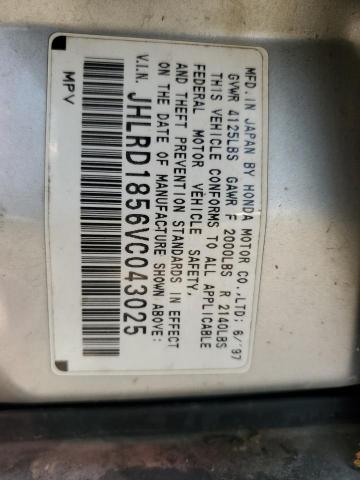 MFD. IN JAPAN BY HONDA MOTOR CO.,LTD; 6/'97
GVWR 4125LBS GAWR F 2000LBS R 2140LBS
THIS VEHICLE CONFORMS TO ALL APPLICABLE
FEDERAL MOTOR VEHICLE SAFETY,
AND THEFT PREVENTION STANDARDS IN EFFECT
ON THE DATE OF MANUFACTURE SHOWN ABOVE:
V.I.N. JHLRD1856VC043025
MPV